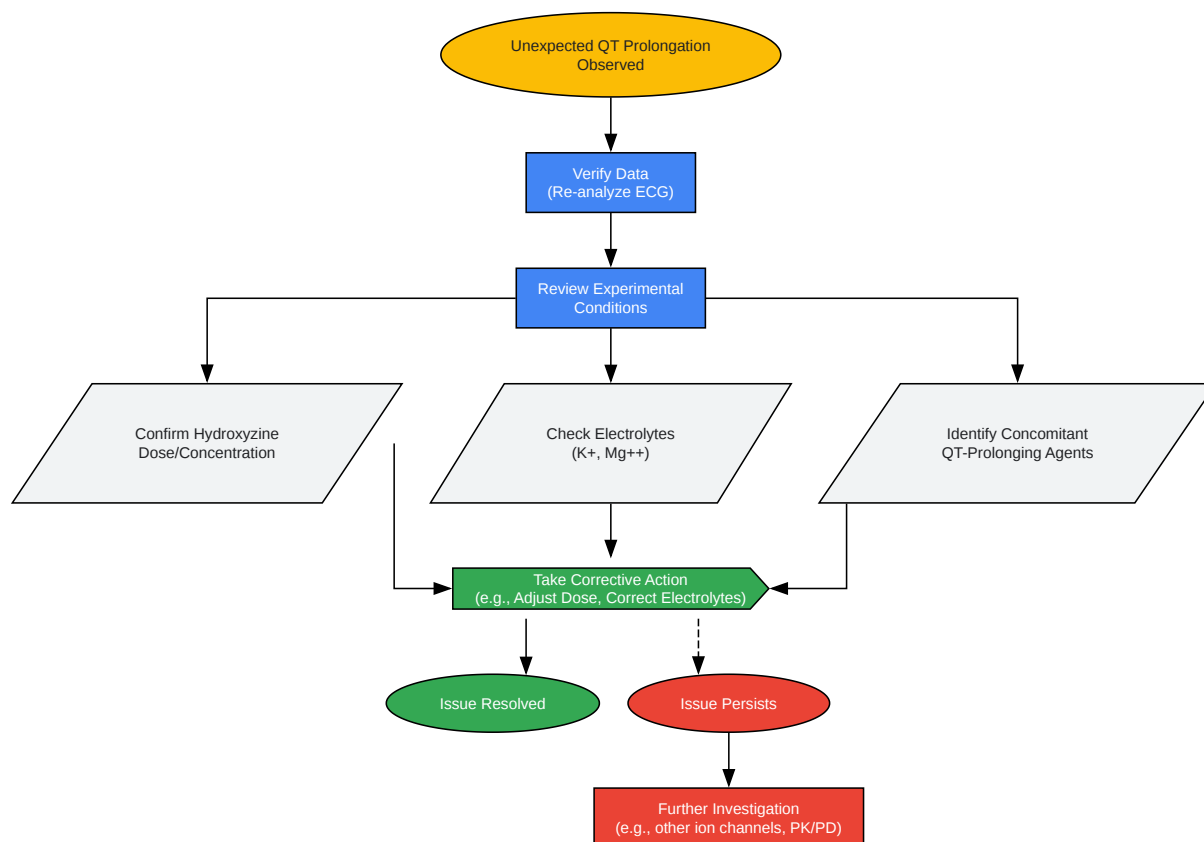 Unexpected QT Prolongation
Observed
Verify Data
(Re-analyze ECG)
Review Experimental
Conditions
Confirm Hydroxyzine
Dose/Concentration
Check Electrolytes
(K+, Mg++)
Identify Concomitant
QT-Prolonging Agents
Take Corrective Action
(e.g., Adjust Dose, Correct Electrolytes)
Issue Resolved
Issue Persists
Further Investigation
(e.g., other ion channels, PK/PD)